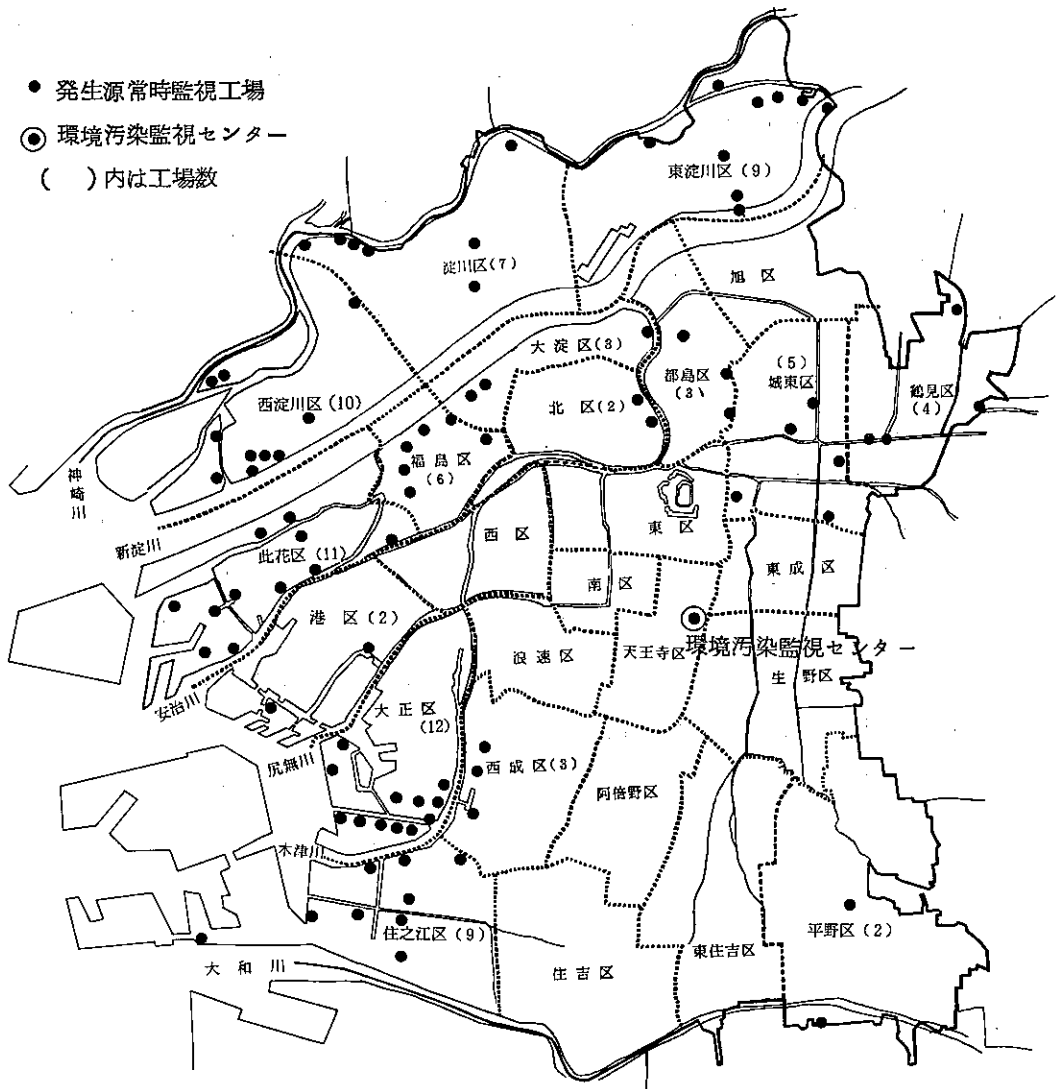 ● 発生源常時監視工場
◉ 環境汚染監視センター
( )内は工場数
東淀川区(9)
淀川区(7)
旭区
大淀区(3)
都島区
(3)
(5)
城東区
鶴見区
(4)
北区(2)
西淀川区(10)
福島区
(6)
神崎川
新淀川
西区
東区
此花区(11)
南区
東成区
港区(2)
浪速区
天王寺区
環境汚染監視センター
生野区
安治川
大正区
(12)
尻無川
西成区(3)
阿倍野区
木津川
住之江区(9)
平野区(2)
東住吉区
住吉区
大和川